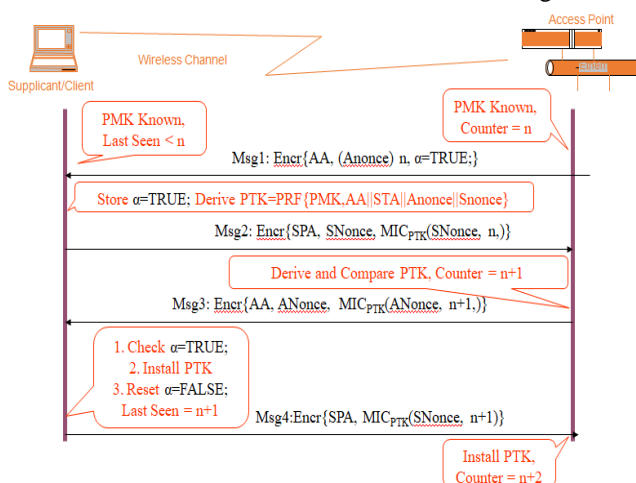 Access Point
Wireless Channel
Supplicant/Client
PMK Known,
Last Seen < n
PMK Known,
Counter = n
Msg1: Encr{AA, (Anonce) n, α=TRUE;}
Store α=TRUE; Derive PTK=PRF{PMK,AA||STA||Anonce||Snonce}
Msg2: Encr{SPA, SNonce, MICPTK(SNonce, n,)}
Derive and Compare PTK, Counter = n+1
Msg3: Encr{AA, ANonce, MICPTK(ANonce, n+1,)}
1. Check α=TRUE;
2. Install PTK
3. Reset α=FALSE;
Last Seen = n+1
Msg4:Encr{SPA, MICPTK(SNonce, n+1)}
Install PTK,
Counter = n+2